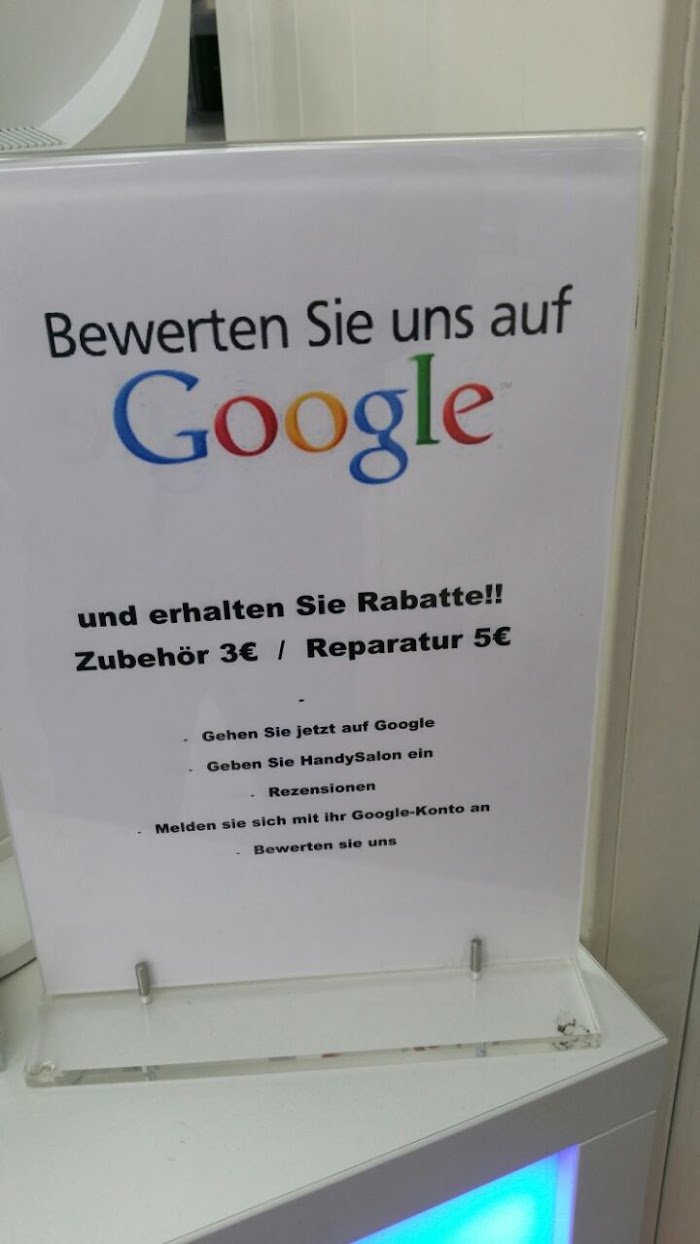 Bewerten Sie uns auf
Google™
und erhalten Sie Rabatte!!
Zubehör 3€ / Reparatur 5€
-
- Gehen Sie jetzt auf Google
- Geben Sie HandySalon ein
- Rezensionen
- Melden sie sich mit ihr Google-Konto an
- Bewerten sie uns